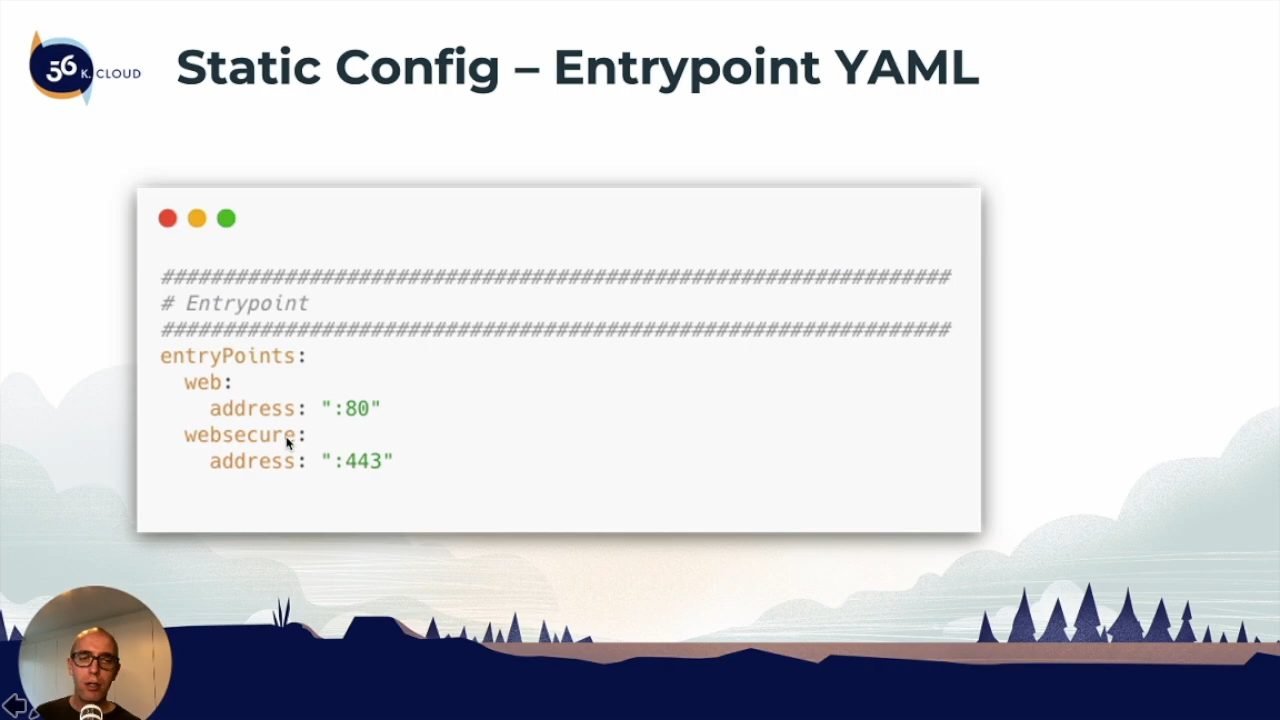 56 K.CLOUD
Static Config – Entrypoint YAML
################################################################
# Entrypoint
################################################################
entryPoints:
  web:
    address: ":80"
  websecure:
    address: ":443"